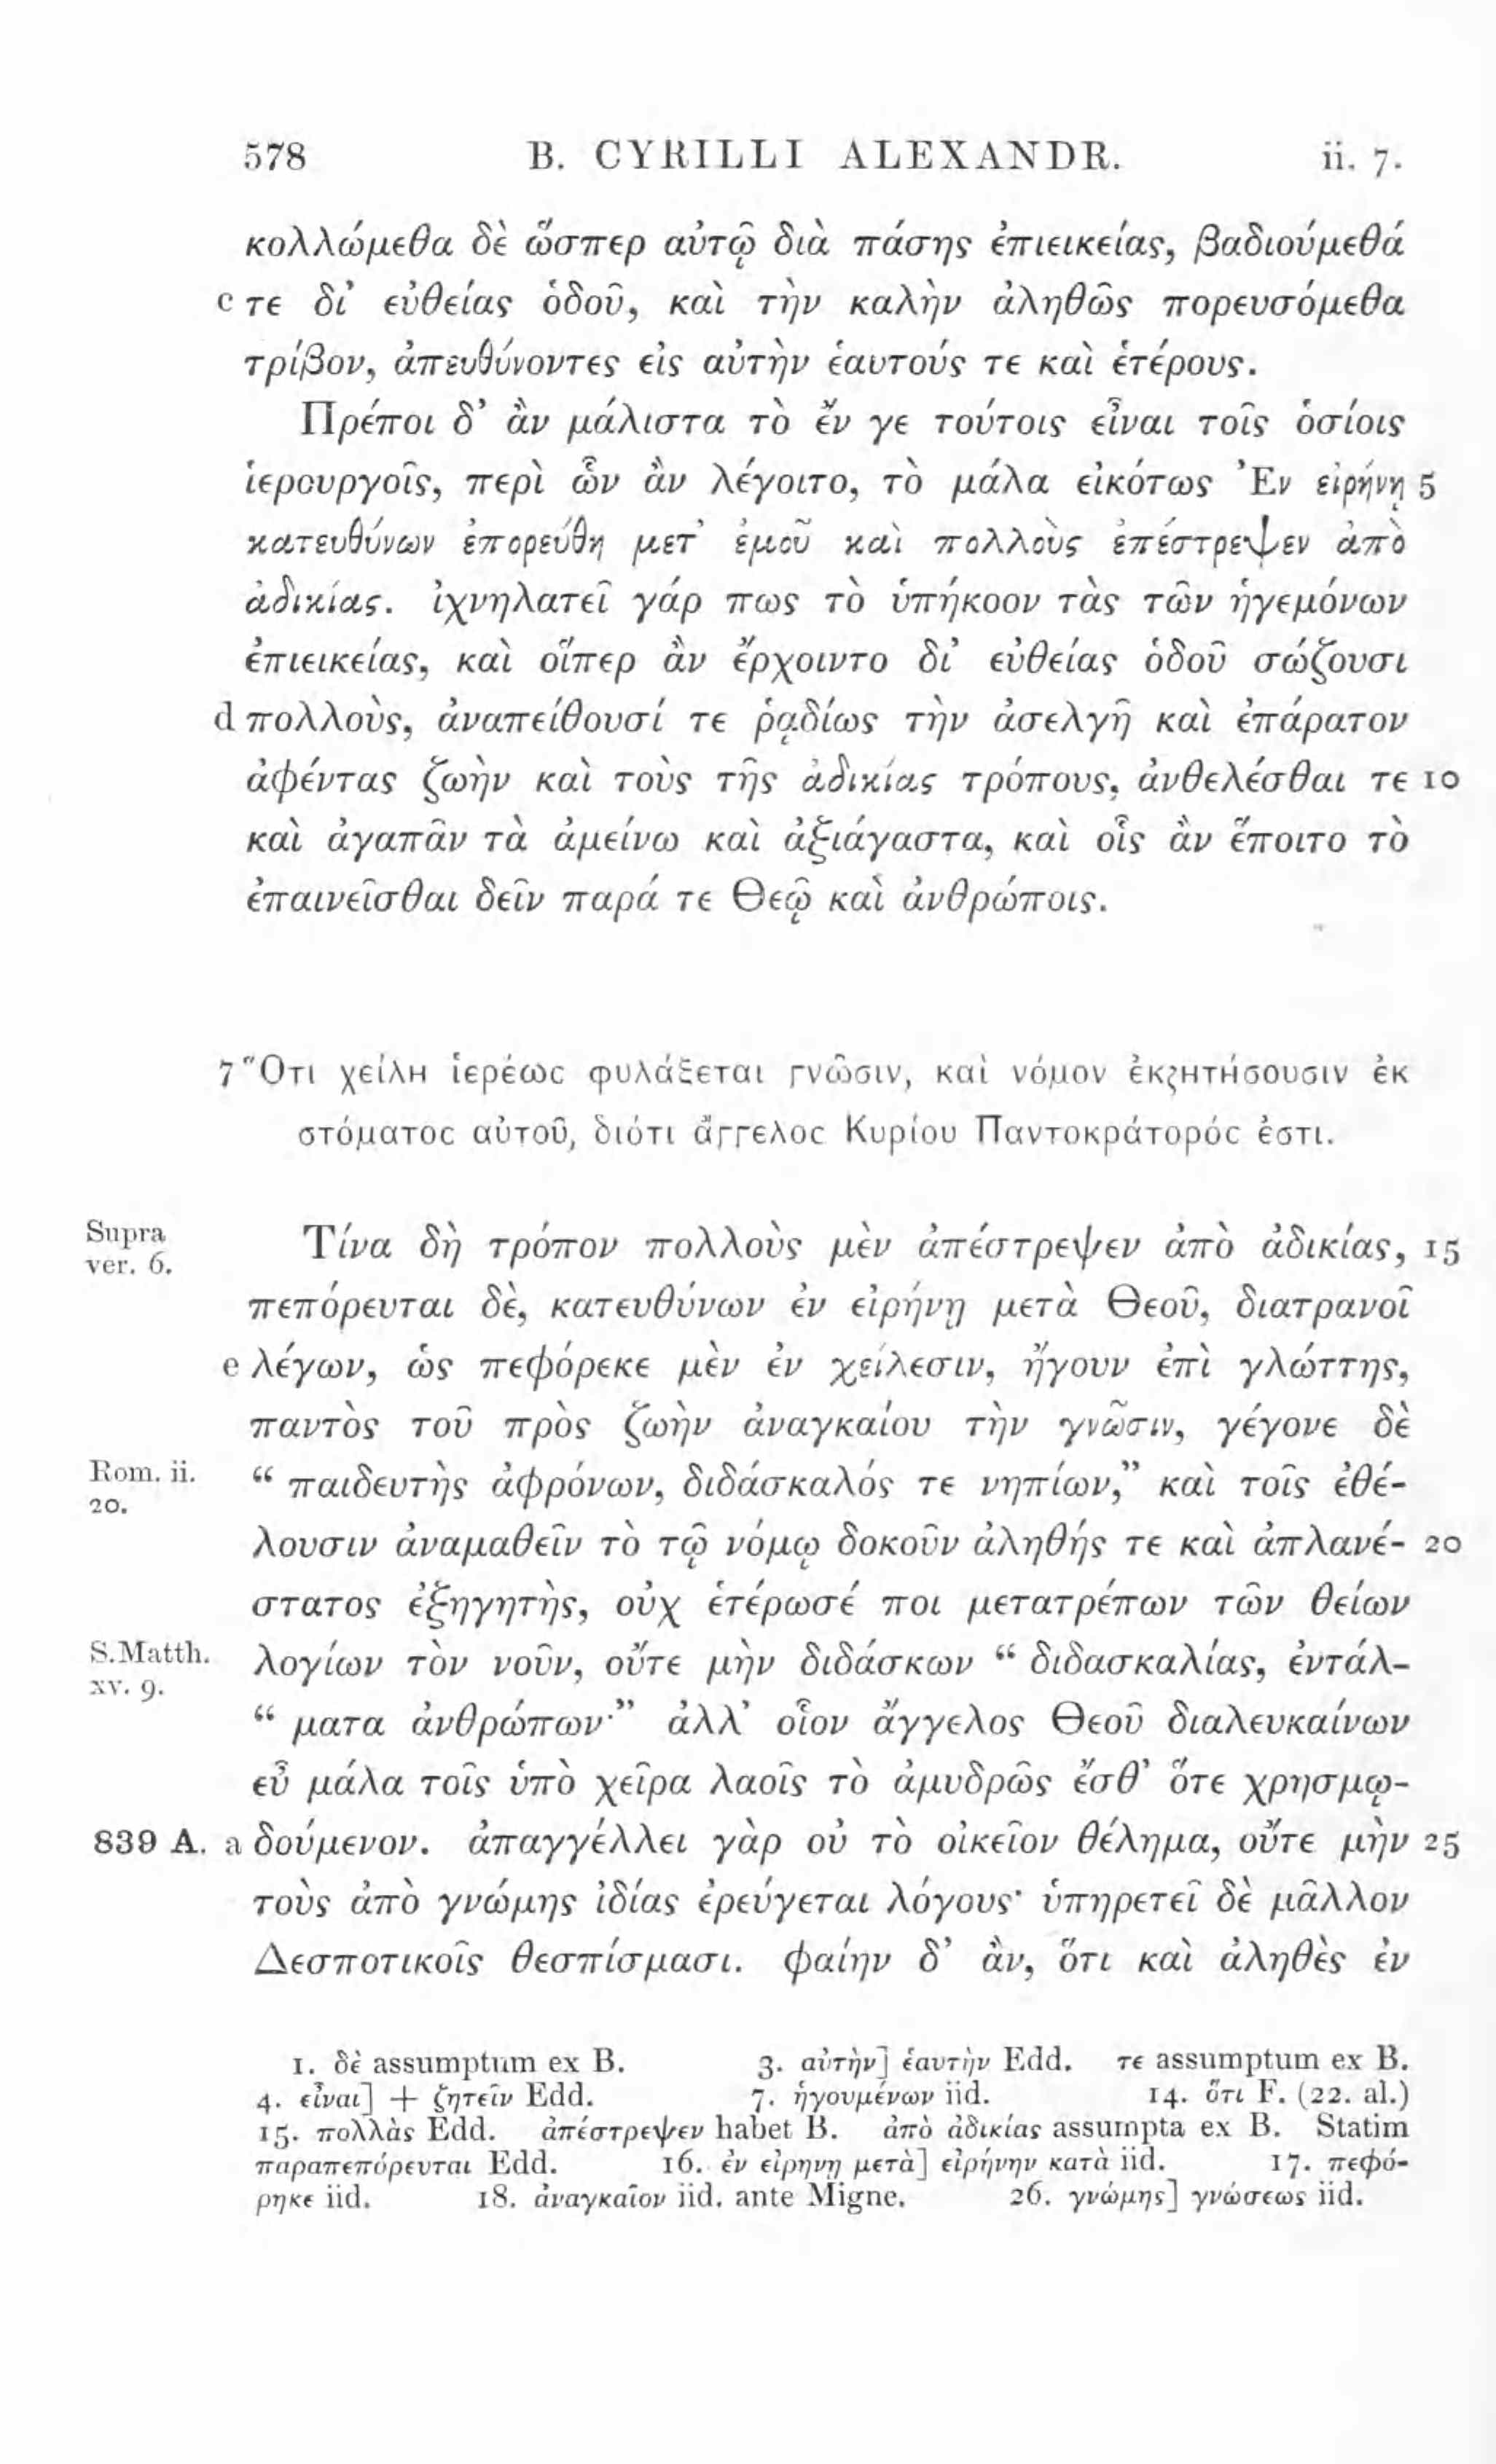 578 B. CYRILLI ALEXANDR. ii. 7.
κολλώμεθα δὲ ὥσπερ αὐτῷ διὰ πάσης ἐπιεικείας, βαδιούμεθά
c τε δι’ εὐθείας ὁδοῦ, καὶ τὴν καλὴν ἀληθῶς πορευσόμεθα
τρίβον, ἀπευθύνοντες εἰς αὐτὴν ἑαυτούς τε καὶ ἑτέρους.
Πρέποι δ’ ἂν μάλιστα τὸ ἔν γε τούτοις εἶναι τοῖς ὁσίοις
ἱερουργοῖς, περὶ ὧν ἂν λέγοιτο, τὸ μάλα εἰκότως Ἐν εἰρήνῃ 5
κατευθύνων ἐπορεύθη μετ’ ἐμοῦ καὶ πολλοὺς ἐπέστρεψεν ἀπὸ
ἀδικίας. ἰχνηλατεῖ γάρ πως τὸ ὑπήκοον τὰς τῶν ἡγεμόνων
ἐπιεικείας, καὶ οἵπερ ἂν ἔρχοιντο δι’ εὐθείας ὁδοῦ σώζουσι
d πολλοὺς, ἀναπείθουσί τε ῥᾳδίως τὴν ἀσελγῆ καὶ ἐπάρατον
ἀφέντας ζωὴν καὶ τοὺς τῆς ἀδικίας τρόπους, ἀνθελέσθαι τε 10
καὶ ἀγαπᾶν τὰ ἀμείνω καὶ ἀξιάγαστα, καὶ οἷς ἂν ἕποιτο τὸ
ἐπαινεῖσθαι δεῖν παρά τε Θεῷ καὶ ἀνθρώποις.
7 Ὅτι χείλη ἱερέως φυλάξεται γνῶσιν, καὶ νόμον ἐκζητήσουσιν ἐκ
στόματος αὐτοῦ, διότι ἄγγελος Κυρίου Παντοκράτορός ἐστι.
Supra
ver. 6.
Τίνα δὴ τρόπον πολλοὺς μὲν ἀπέστρεψεν ἀπὸ ἀδικίας, 15
πεπόρευται δὲ, κατευθύνων ἐν εἰρήνῃ μετὰ Θεοῦ, διατρανοῖ
e λέγων, ὡς πεφόρεκε μὲν ἐν χείλεσιν, ἤγουν ἐπὶ γλώττης,
παντὸς τοῦ πρὸς ζωὴν ἀναγκαίου τὴν γνῶσιν, γέγονε δὲ
Rom. ii.
20.
“ παιδευτὴς ἀφρόνων, διδάσκαλός τε νηπίων,” καὶ τοῖς ἐθέ-
λουσιν ἀναμαθεῖν τὸ τῷ νόμῳ δοκοῦν ἀληθής τε καὶ ἀπλανέ- 20
στατος ἐξηγητὴς, οὐχ ἑτέρωσέ ποι μετατρέπων τῶν θείων
S. Matth.
xv. 9.
λογίων τὸν νοῦν, οὔτε μὴν διδάσκων “ διδασκαλίας, ἐντάλ-
“ ματα ἀνθρώπων·” ἀλλ’ οἷον ἄγγελος Θεοῦ διαλευκαίνων
εὖ μάλα τοῖς ὑπὸ χεῖρα λαοῖς τὸ ἀμυδρῶς ἔσθ’ ὅτε χρησμῳ-
839 A. a δούμενον. ἀπαγγέλλει γὰρ οὐ τὸ οἰκεῖον θέλημα, οὔτε μὴν 25
τοὺς ἀπὸ γνώμης ἰδίας ἐρεύγεται λόγους· ὑπηρετεῖ δὲ μᾶλλον
Δεσποτικοῖς θεσπίσμασι. φαίην δ’ ἂν, ὅτι καὶ ἀληθὲς ἐν
1. δὲ assumptum ex B. 3. αὐτὴν] ἑαυτὴν Edd. τε assumptum ex B.
4. εἶναι] + ζητεῖν Edd. 7. ἡγουμένων iid. 14. ὅτι F. (22. al.)
15. πολλὰς Edd. ἀπέστρεψεν habet B. ἀπὸ ἀδικίας assumpta ex B. Statim
παραπεπόρευται Edd. 16. ἐν εἰρηνῃ μετὰ] εἰρήνην κατὰ iid. 17. πεφό-
ρηκε iid. 18. ἀναγκαῖον iid. ante Migne. 26. γνώμης] γνώσεως iid.